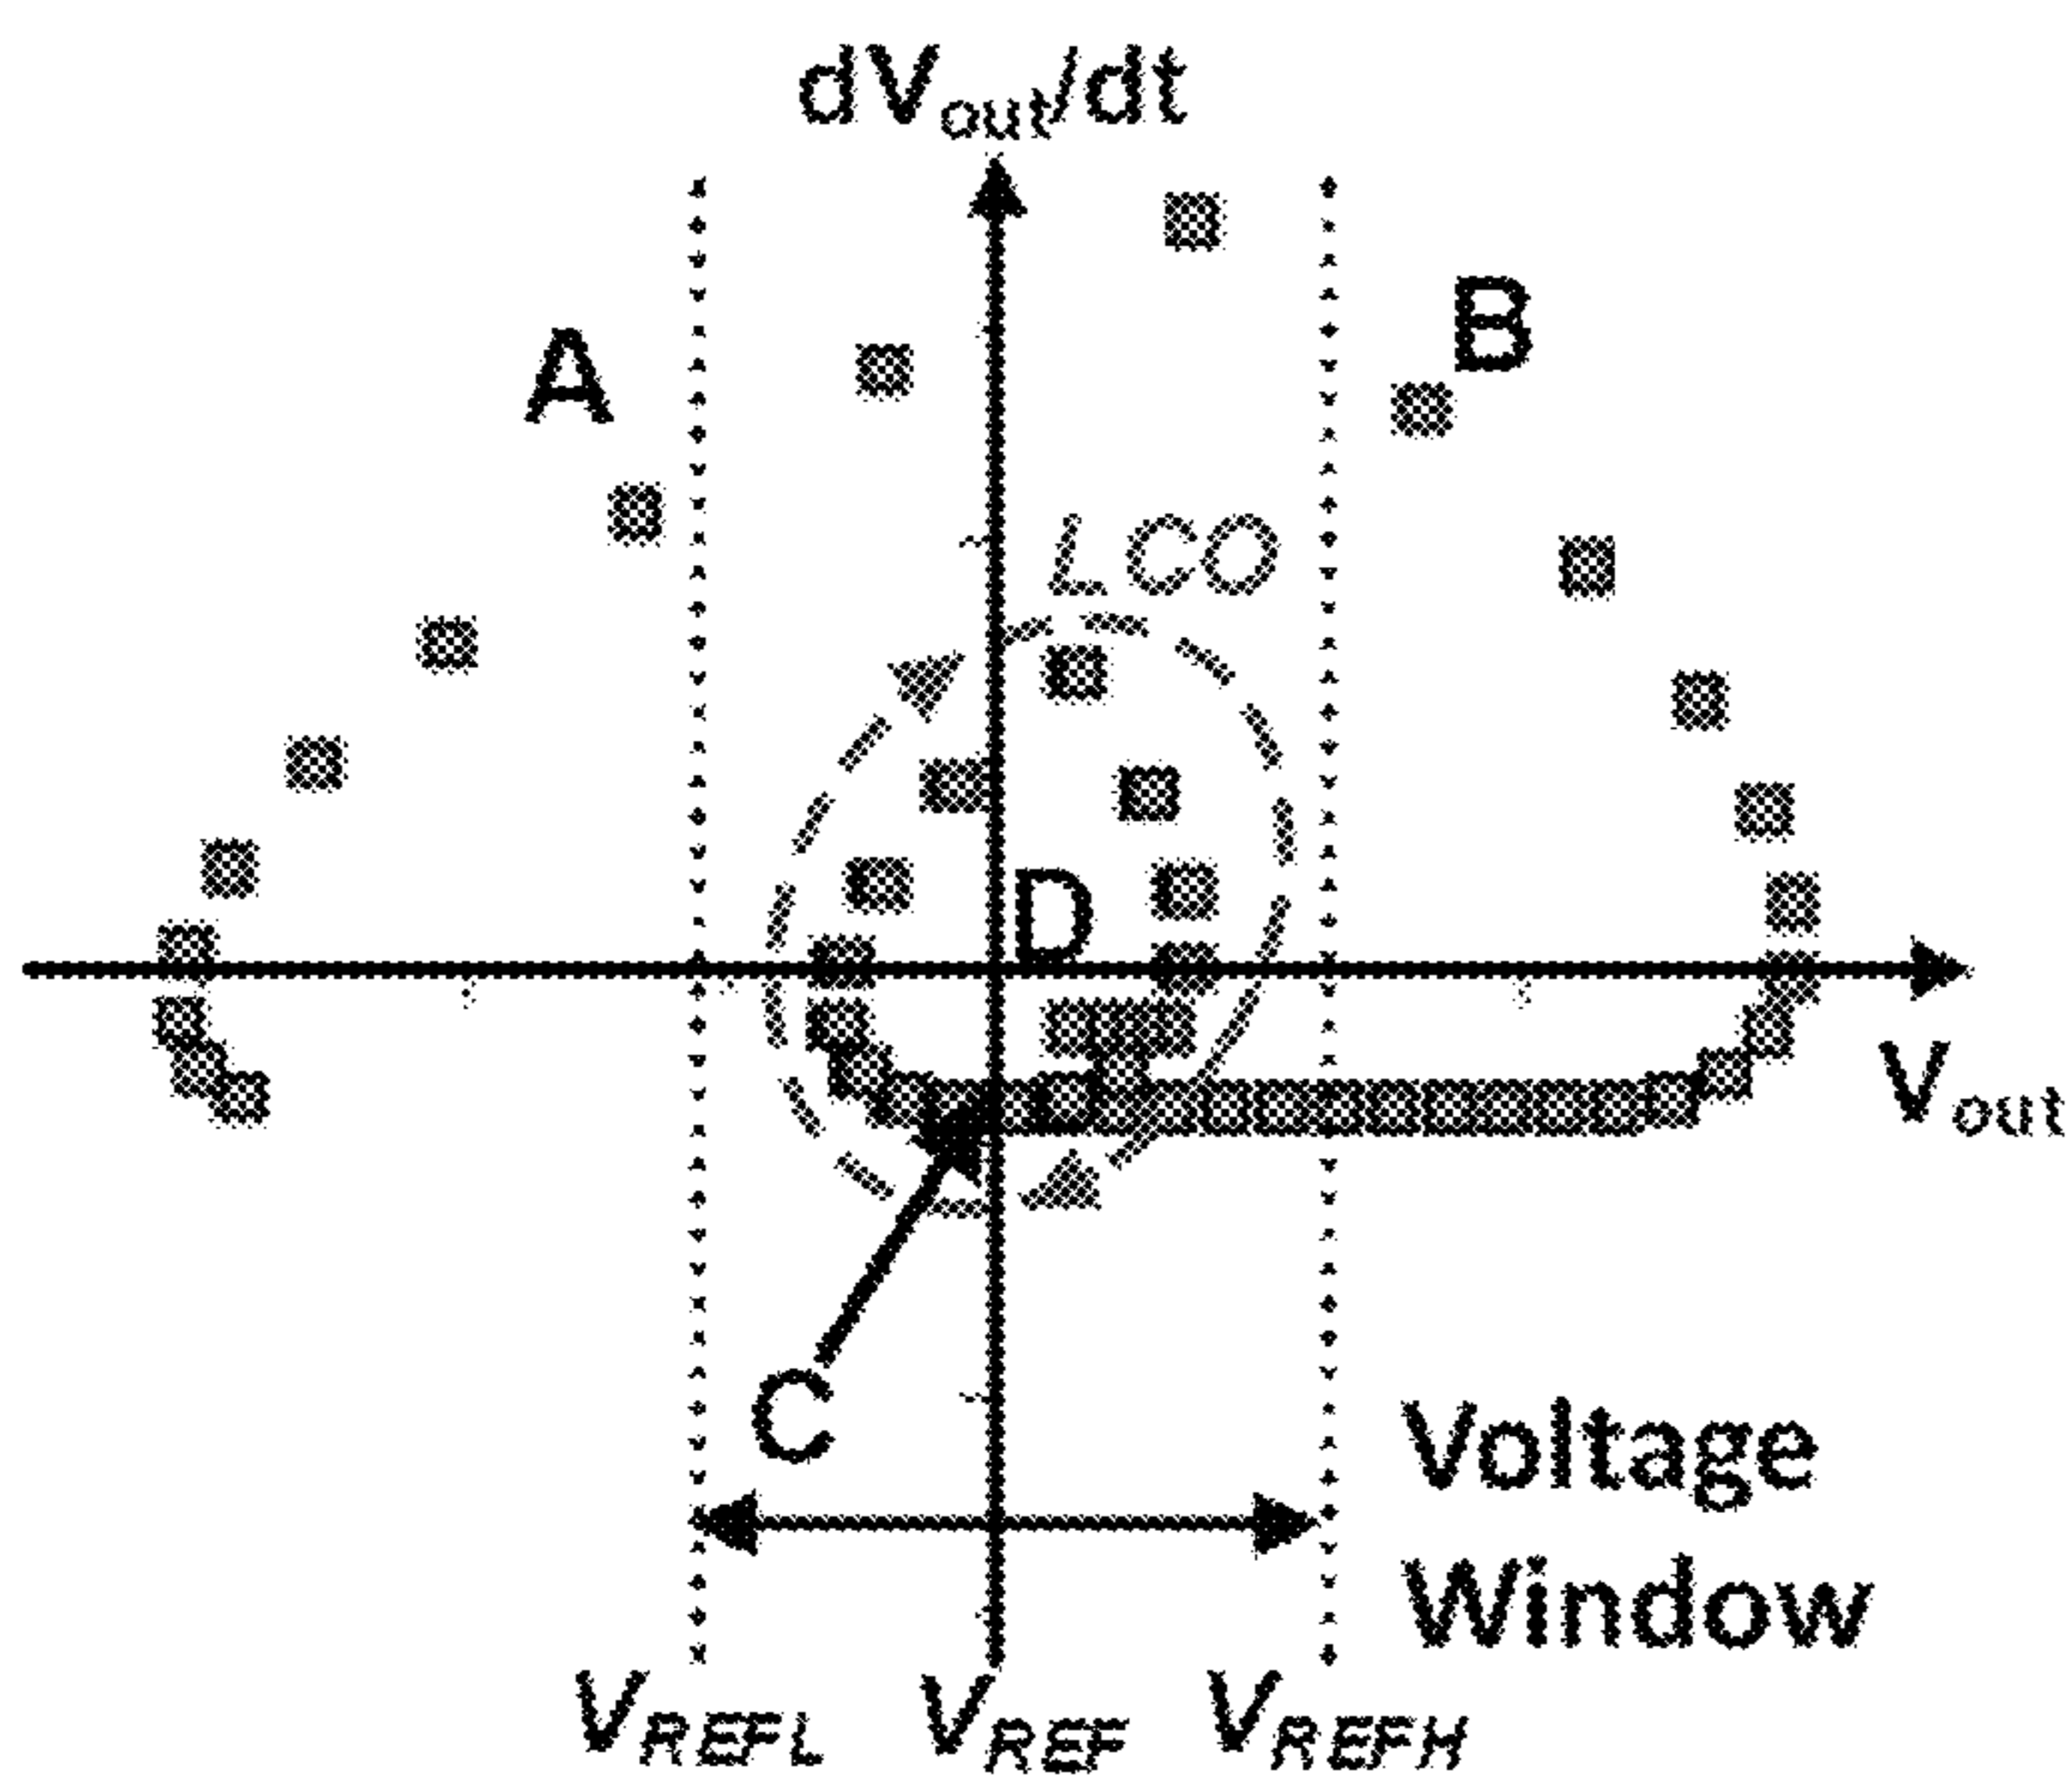 dVout/dt
A
B
LCO
D
Vout
C
Voltage
Window
VREFL VREF VREFH